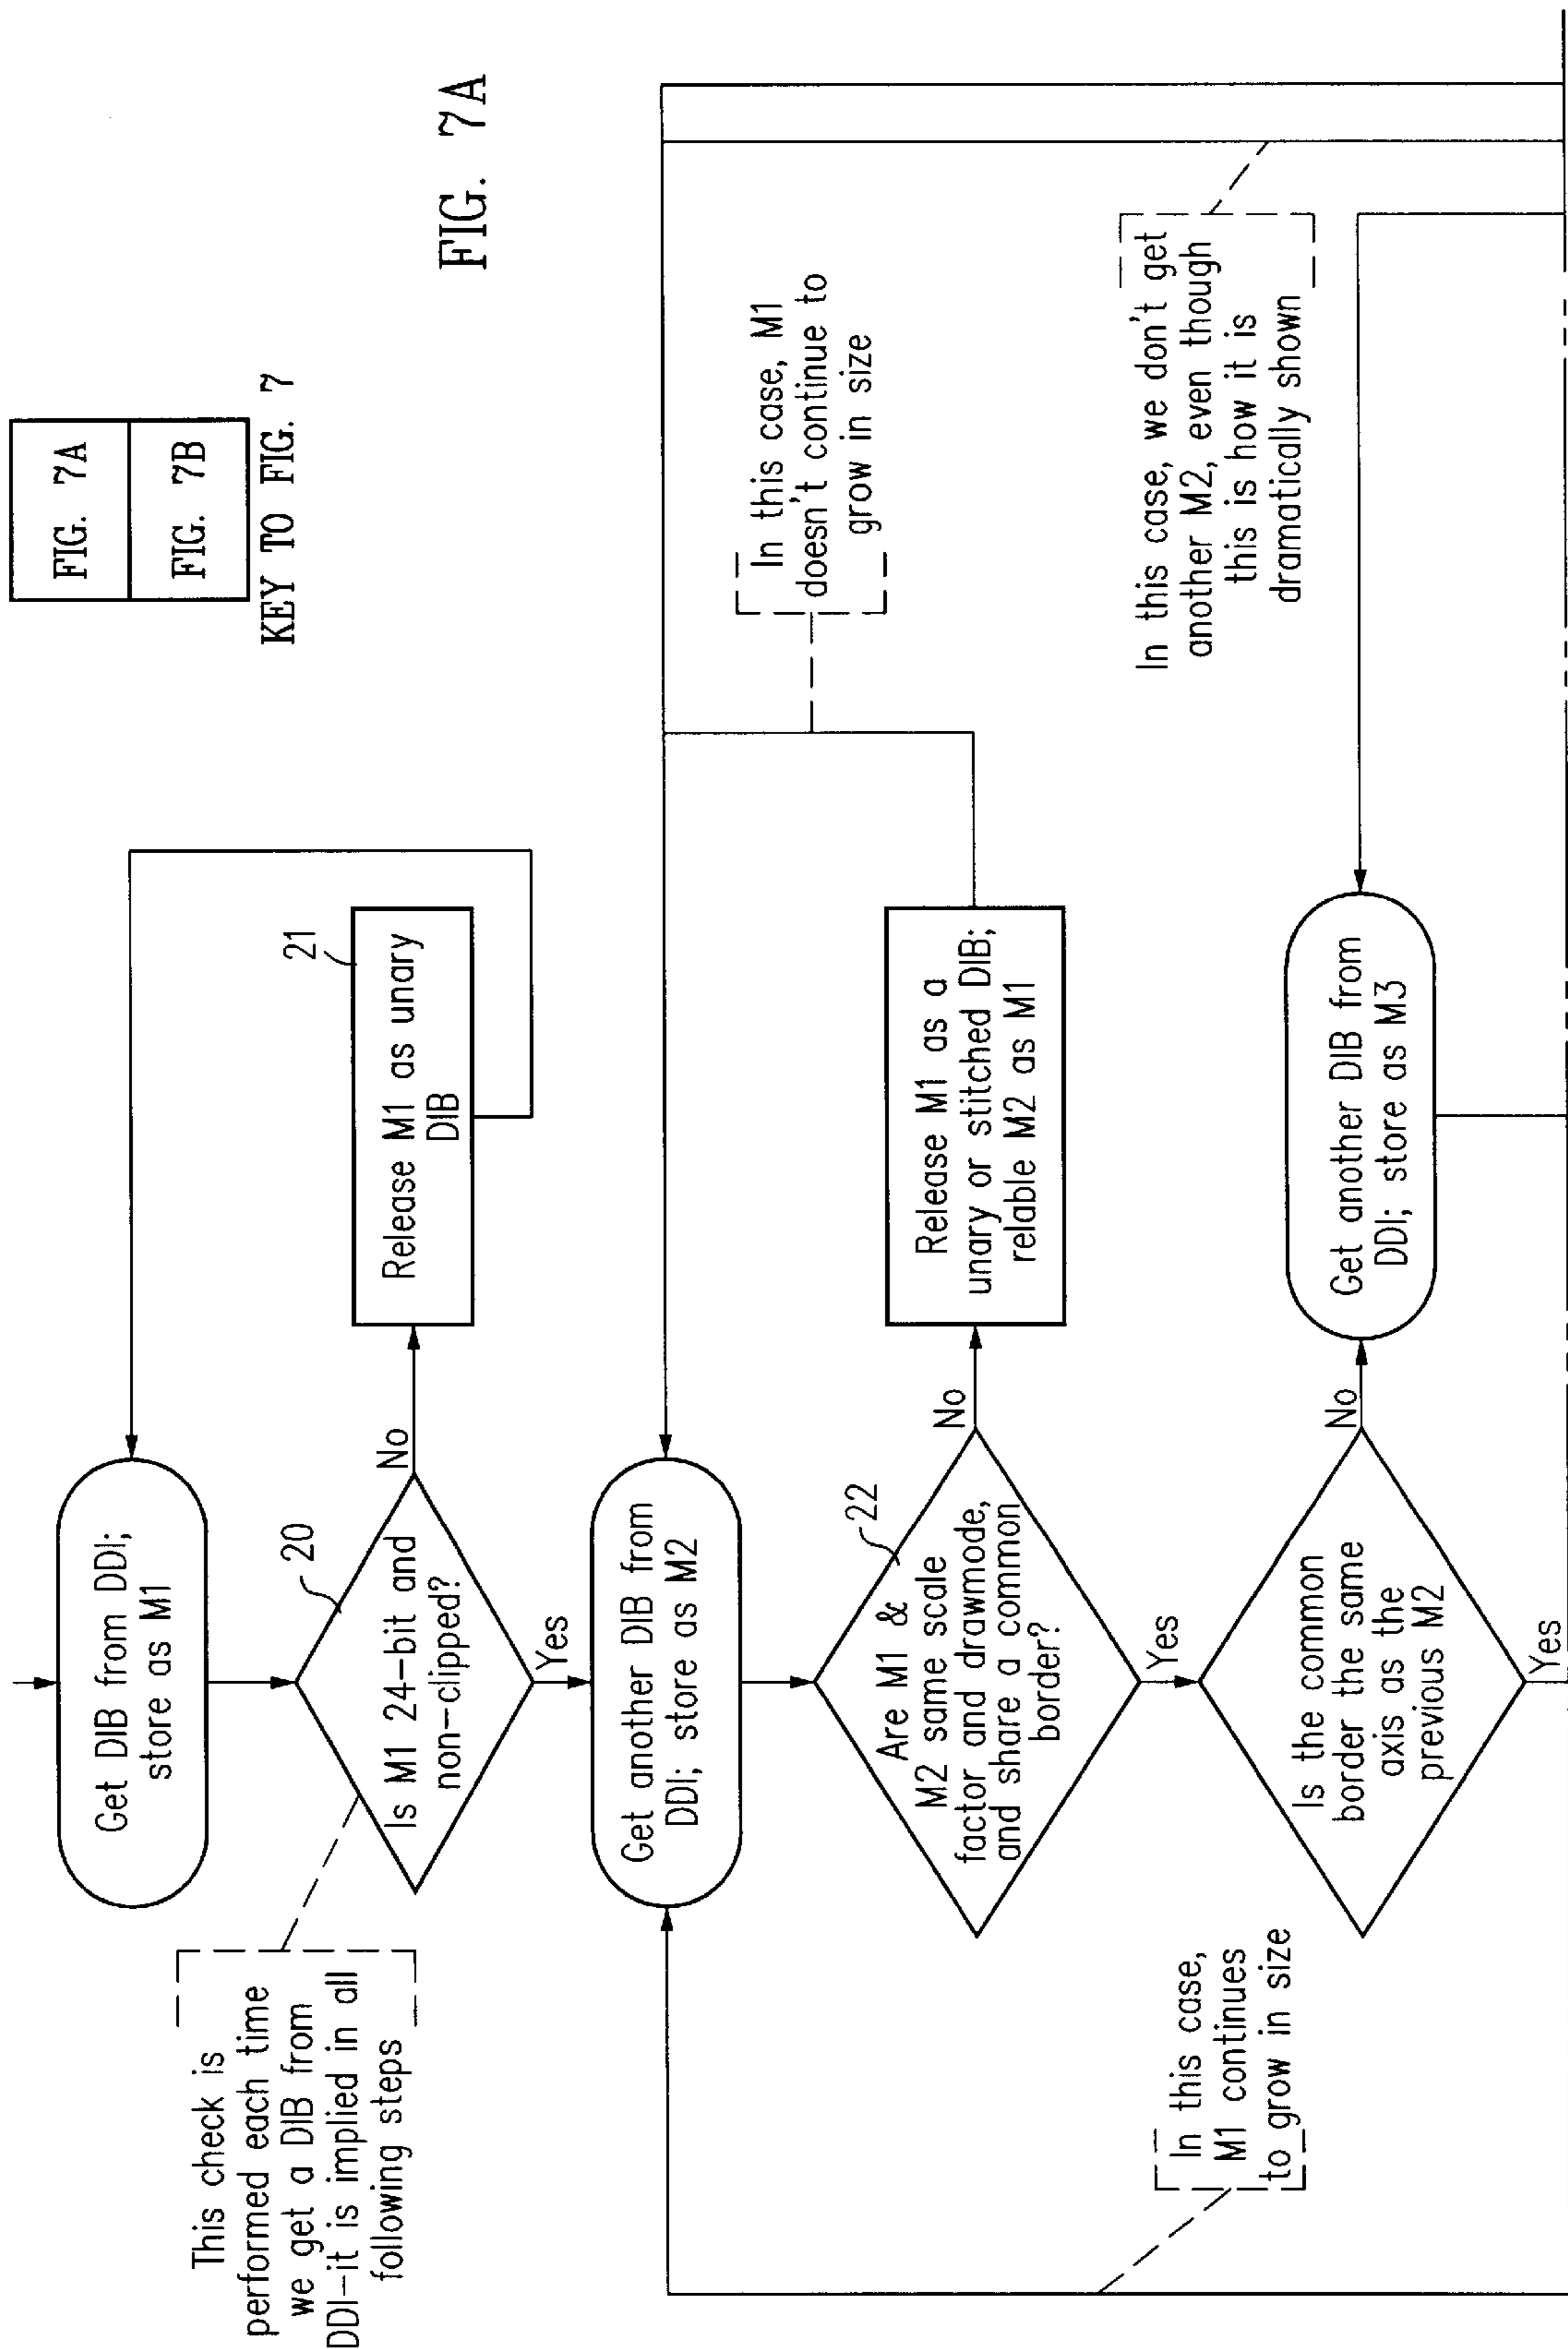 FIG. 7A
FIG. 7B
KEY TO FIG. 7
FIG. 7A
Get DIB from DDI;
store as M1
This check is
performed each time
we get a DIB from
DDI-it is implied in all
following steps
20
Is M1 24-bit and
non-clipped?
No
Yes
21
Release M1 as unary
DIB
Get another DIB from
DDI; store as M2
22
Are M1 &
M2 same scale
factor and drawmode,
and share a common
border?
No
Yes
Release M1 as a
unary or stitched DIB;
relable M2 as M1
In this case, M1
doesn't continue to
grow in size
In this case,
M1 continues
to grow in size
Is the common
border the same
axis as the
previous M2
No
Yes
Get another DIB from
DDI; store as M3
In this case, we don't get
another M2, even though
this is how it is
dramatically shown